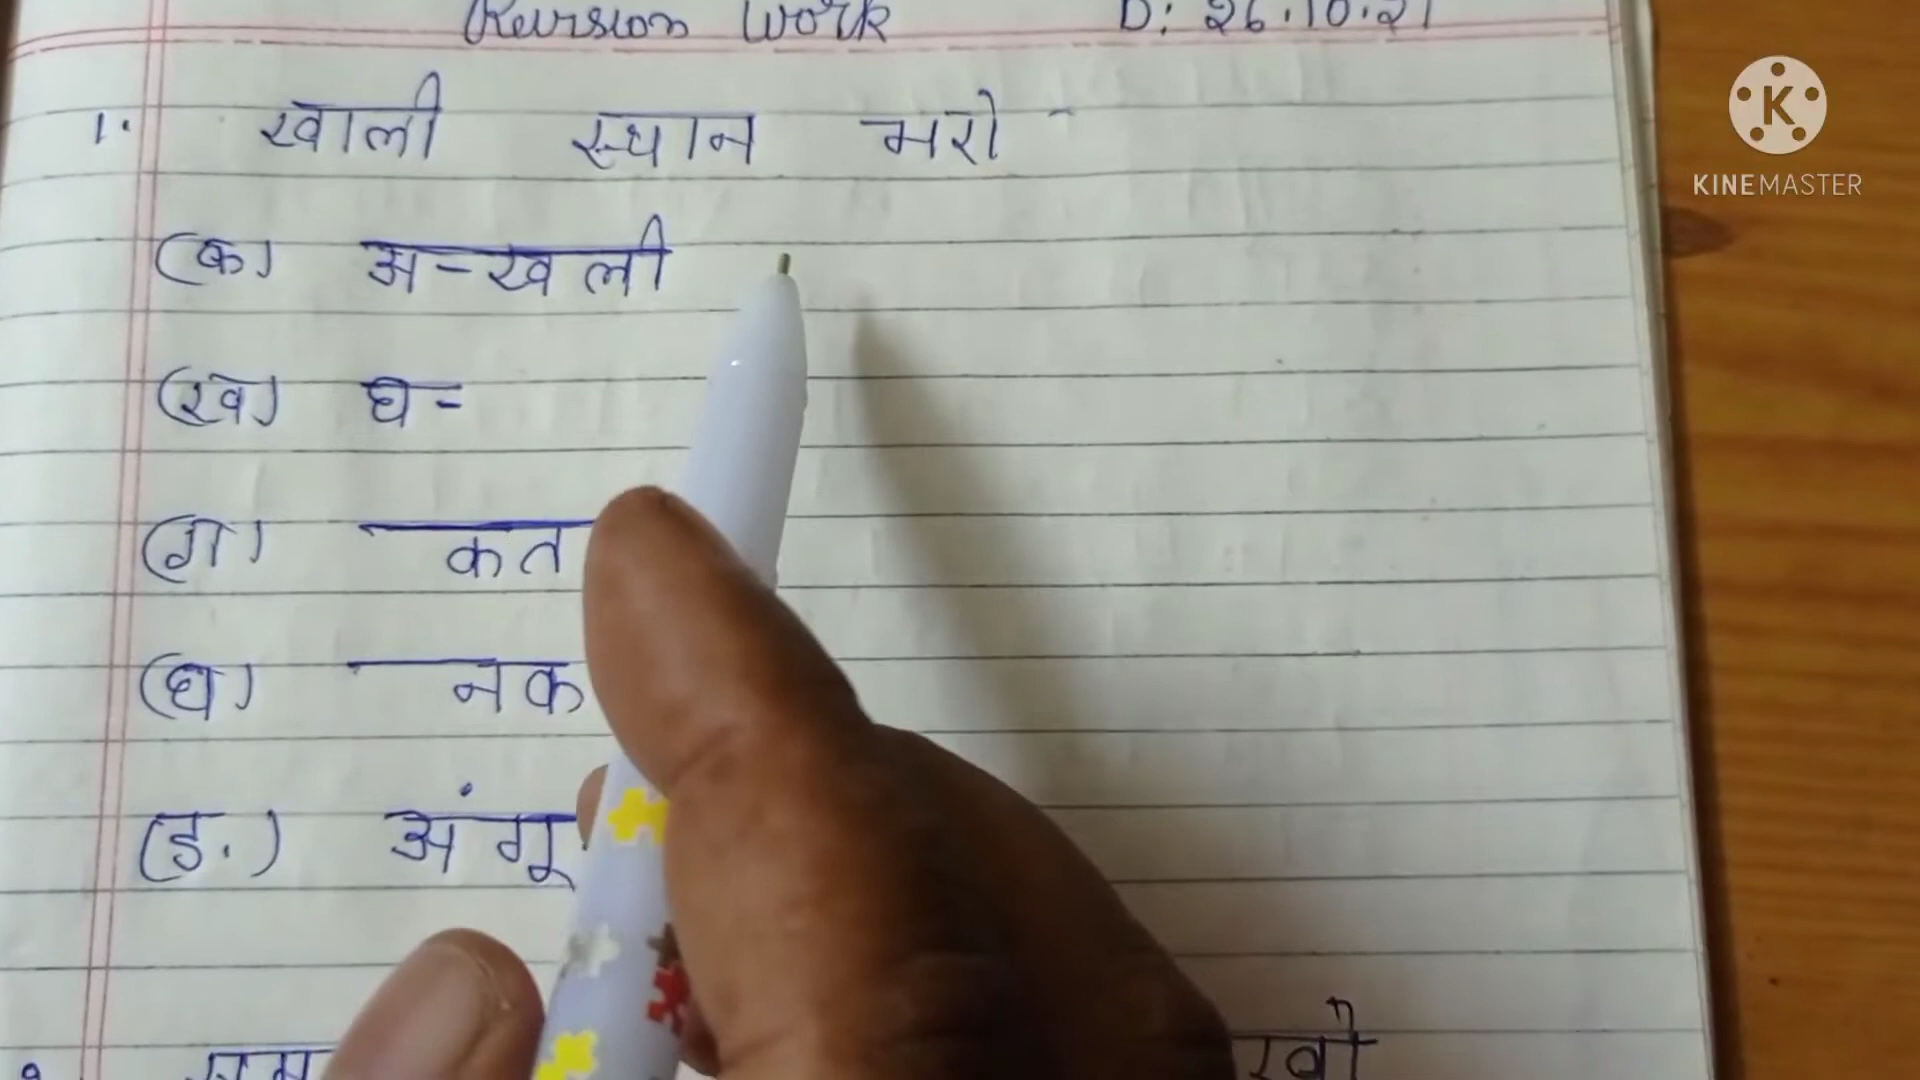 Revision Work D: 26.10.21
1. खाली स्थान भरो -
(क) अ-खली
(ख) घ-
(ग) कत
(घ) नक
(ङ) अंगू
KINEMASTER